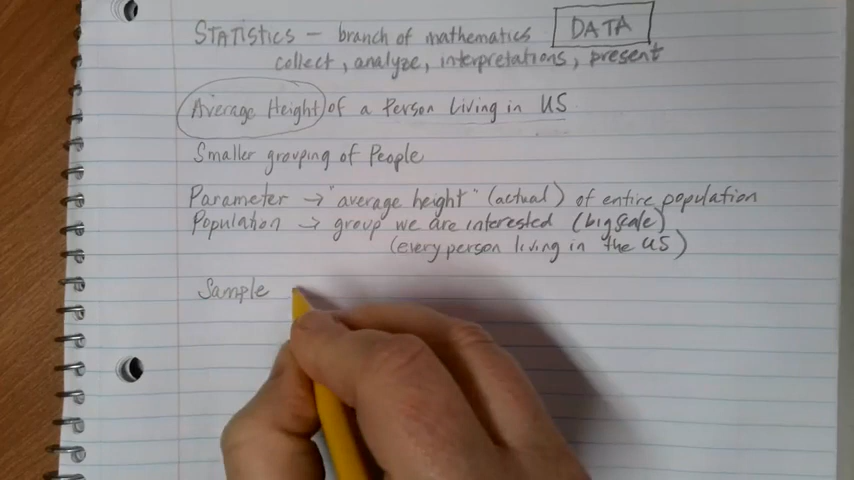 STATISTICS – branch of mathematics DATA
collect, analyze, interpretations, present
Average Height of a Person Living in US
Smaller grouping of People
Parameter → "average height" (actual) of entire population
Population → group we are interested (big scale)
(every person living in the US)
Sample